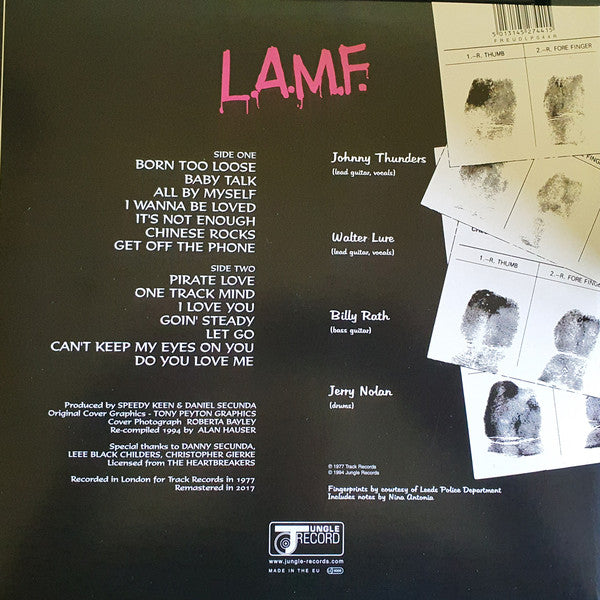 5 013145 274415
FREUDLP044R
1.-R. THUMB
2.-R. FORE FINGER
L.A.M.F.
SIDE ONE
BORN TOO LOOSE
BABY TALK
ALL BY MYSELF
I WANNA BE LOVED
IT'S NOT ENOUGH
CHINESE ROCKS
GET OFF THE PHONE
SIDE TWO
PIRATE LOVE
ONE TRACK MIND
I LOVE YOU
GOIN' STEADY
LET GO
CAN'T KEEP MY EYES ON YOU
DO YOU LOVE ME
Produced by SPEEDY KEEN & DANIEL SECUNDA
Original Cover Graphics - TONY PEYTON GRAPHICS
Cover Photograph ROBERTA BAYLEY
Re-compiled 1994 by ALAN HAUSER
Special thanks to DANNY SECUNDA,
LEEE BLACK CHILDERS, CHRISTOPHER GIERKE
Licensed from THE HEARTBREAKERS
Recorded in London for Track Records in 1977
Remastered in 2017
Johnny Thunders
(lead guitar, vocals)
Walter Lure
(lead guitar, vocals)
Billy Rath
(bass guitar)
Jerry Nolan
(drums)
1.-R. THUMB
2.-R. FORE FING
℗ 1977 Track Records
© 1994 Jungle Records
Fingerprints by courtesy of Leeds Police Department
Includes notes by Nina Antonia
JUNGLE
RECORD
www.jungle-records.com
MADE IN THE EU